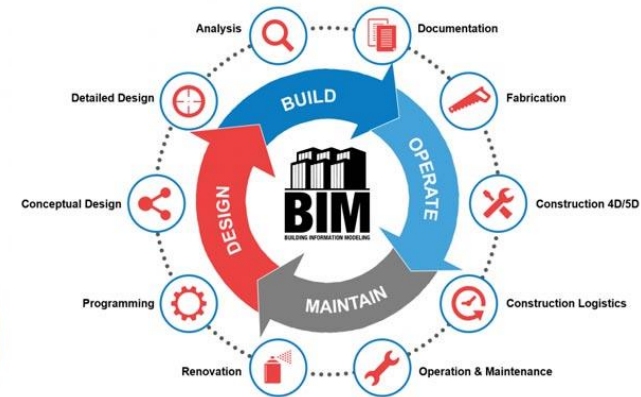 Analysis
Documentation
Detailed Design
BUILD
Fabrication
OPERATE
DESIGN
Conceptual Design
BIM
BUILDING INFORMATION MODELING
Construction 4D/5D
Programming
MAINTAIN
Construction Logistics
Renovation
Operation & Maintenance